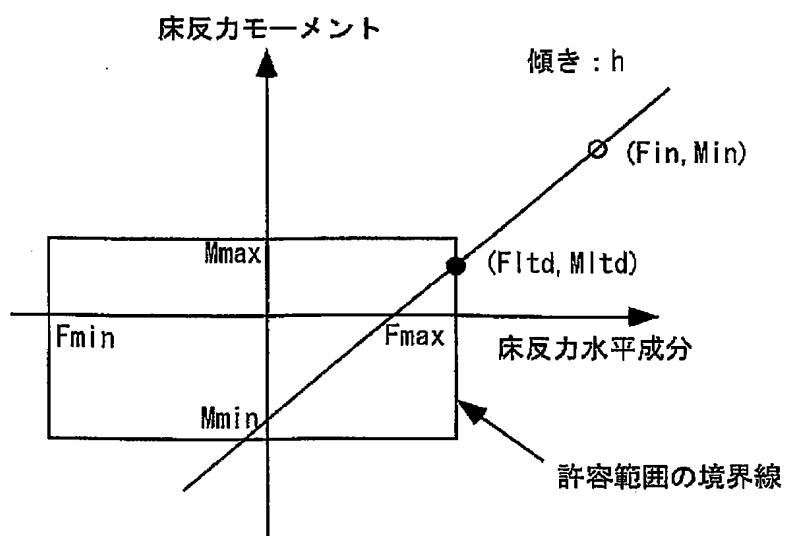 床反力モーメント
傾き：h
(Fin,Min)
Mmax
(Fltd,Mltd)
Fmin
Fmax
床反力水平成分
Mmin
許容範囲の境界線